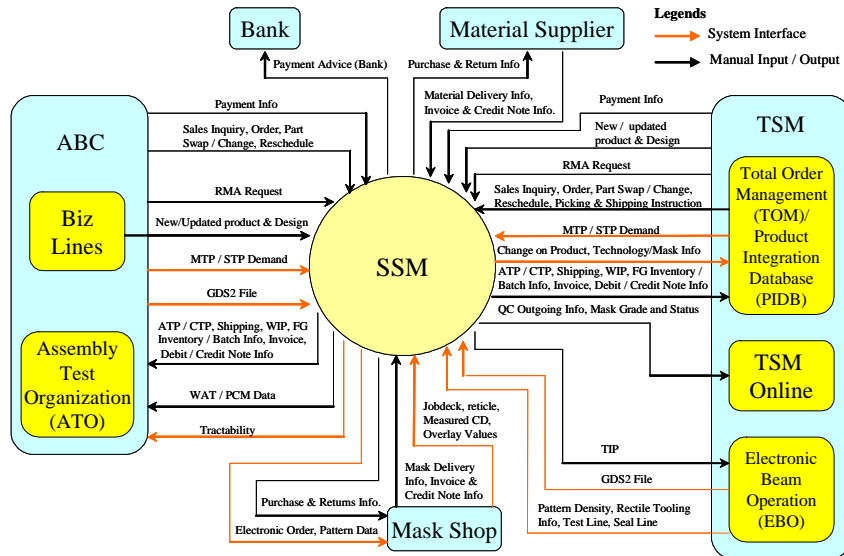 Legends
System Interface
Manual Input / Output
Bank
Material Supplier
Payment Advice (Bank)
Purchase & Return Info
Material Delivery Info,
Invoice & Credit Note Info.
ABC
Payment Info
Sales Inquiry, Order, Part
Swap / Change, Reschedule
RMA Request
Biz
Lines
New/Updated product & Design
MTP / STP Demand
GDS2 File
ATP / CTP, Shipping, WIP, FG
Inventory / Batch Info, Invoice,
Debit / Credit Note Info
Assembly
Test
Organization
(ATO)
WAT / PCM Data
Tractability
SSM
Payment Info
New / updated
product & Design
RMA Request
Sales Inquiry, Order, Part Swap / Change,
Reschedule, Picking & Shipping Instruction
MTP / STP Demand
Change on Product, Technology/Mask Info
ATP / CTP, Shipping, WIP, FG Inventory /
Batch Info, Invoice, Debit / Credit Note Info
QC Outgoing Info, Mask Grade and Status
TSM
Total Order
Management
(TOM)/
Product
Integration
Database
(PIDB)
TSM
Online
TIP
GDS2 File
Pattern Density, Rectile Tooling
Info, Test Line, Seal Line
Electronic
Beam
Operation
(EBO)
Jobdeck, reticle,
Measured CD,
Overlay Values
Mask Delivery
Info, Invoice &
Credit Note Info
Purchase & Returns Info.
Electronic Order, Pattern Data
Mask Shop